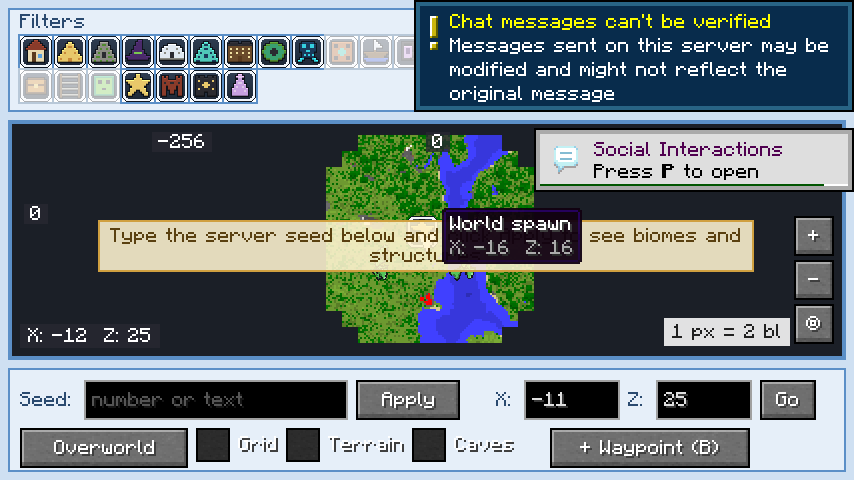 Filters
Chat messages can't be verified
Messages sent on this server may be
modified and might not reflect the
original message
-256
0
Social Interactions
Press P to open
0
World spawn
X: -16 Z: 16
Type the server seed below and
see biomes and
structu
+
-
X: -12 Z: 25
1 px = 2 bl
Seed:
number or text
Apply
X:
-11
Z:
25
Go
Overworld
Grid
Terrain
Caves
+ Waypoint (B)